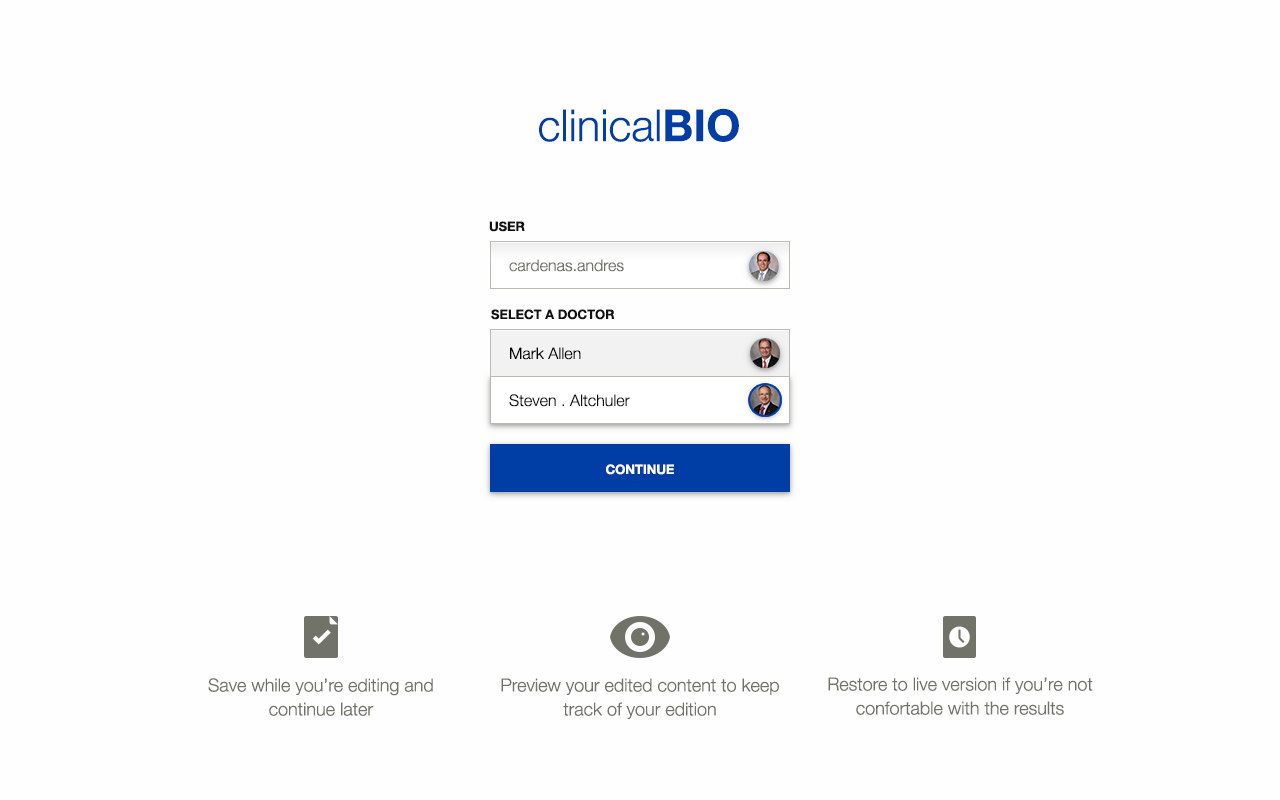 clinicalBIO
USER
cardenas.andres
SELECT A DOCTOR
Mark Allen
Steven . Altchuler
CONTINUE
Save while you're editing and
continue later
Preview your edited content to keep
track of your edition
Restore to live version if you're not
confortable with the results